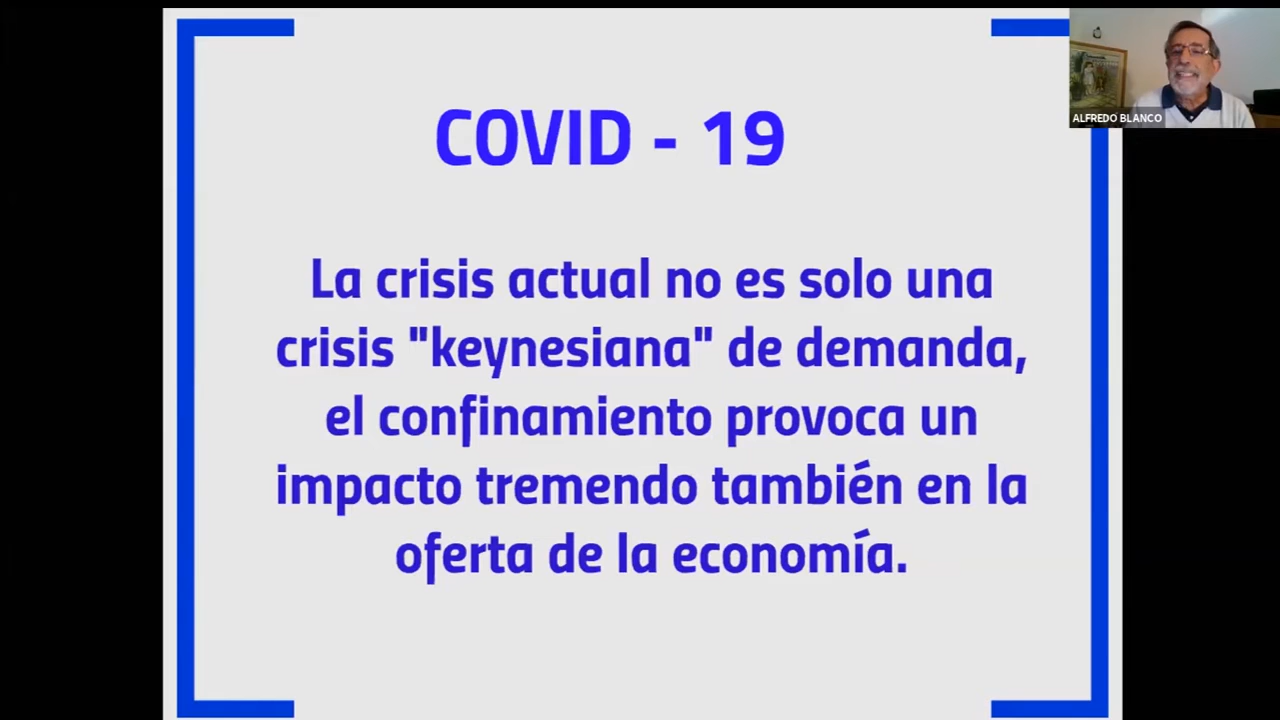 COVID - 19
ALFREDO BLANCO
La crisis actual no es solo una
crisis "keynesiana" de demanda,
el confinamiento provoca un
impacto tremendo también en la
oferta de la economía.